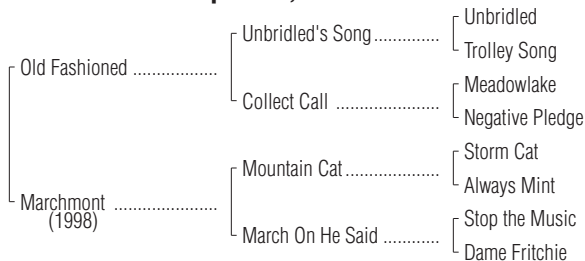 Unbridled
Unbridled's Song..............
Trolley Song
Old Fashioned ..................
Meadowlake
Collect Call ......................
Negative Pledge
Storm Cat
Mountain Cat....................
Always Mint
Marchmont ......................
(1998)
Stop the Music
March On He Said ............
Dame Fritchie